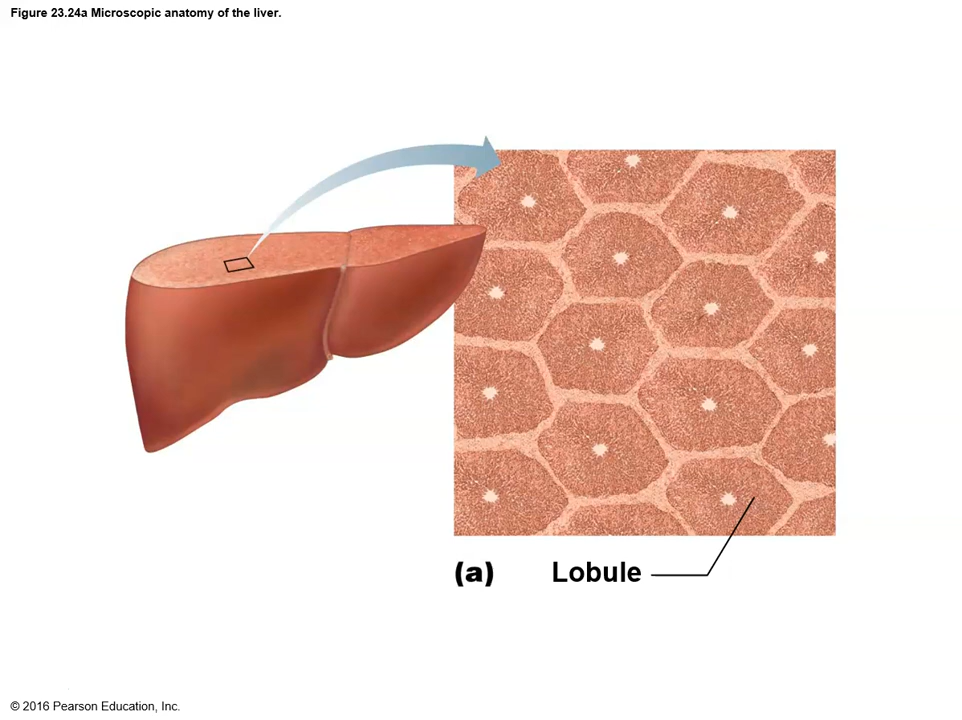 Figure 23.24a Microscopic anatomy of the liver.
(a) Lobule
© 2016 Pearson Education, Inc.